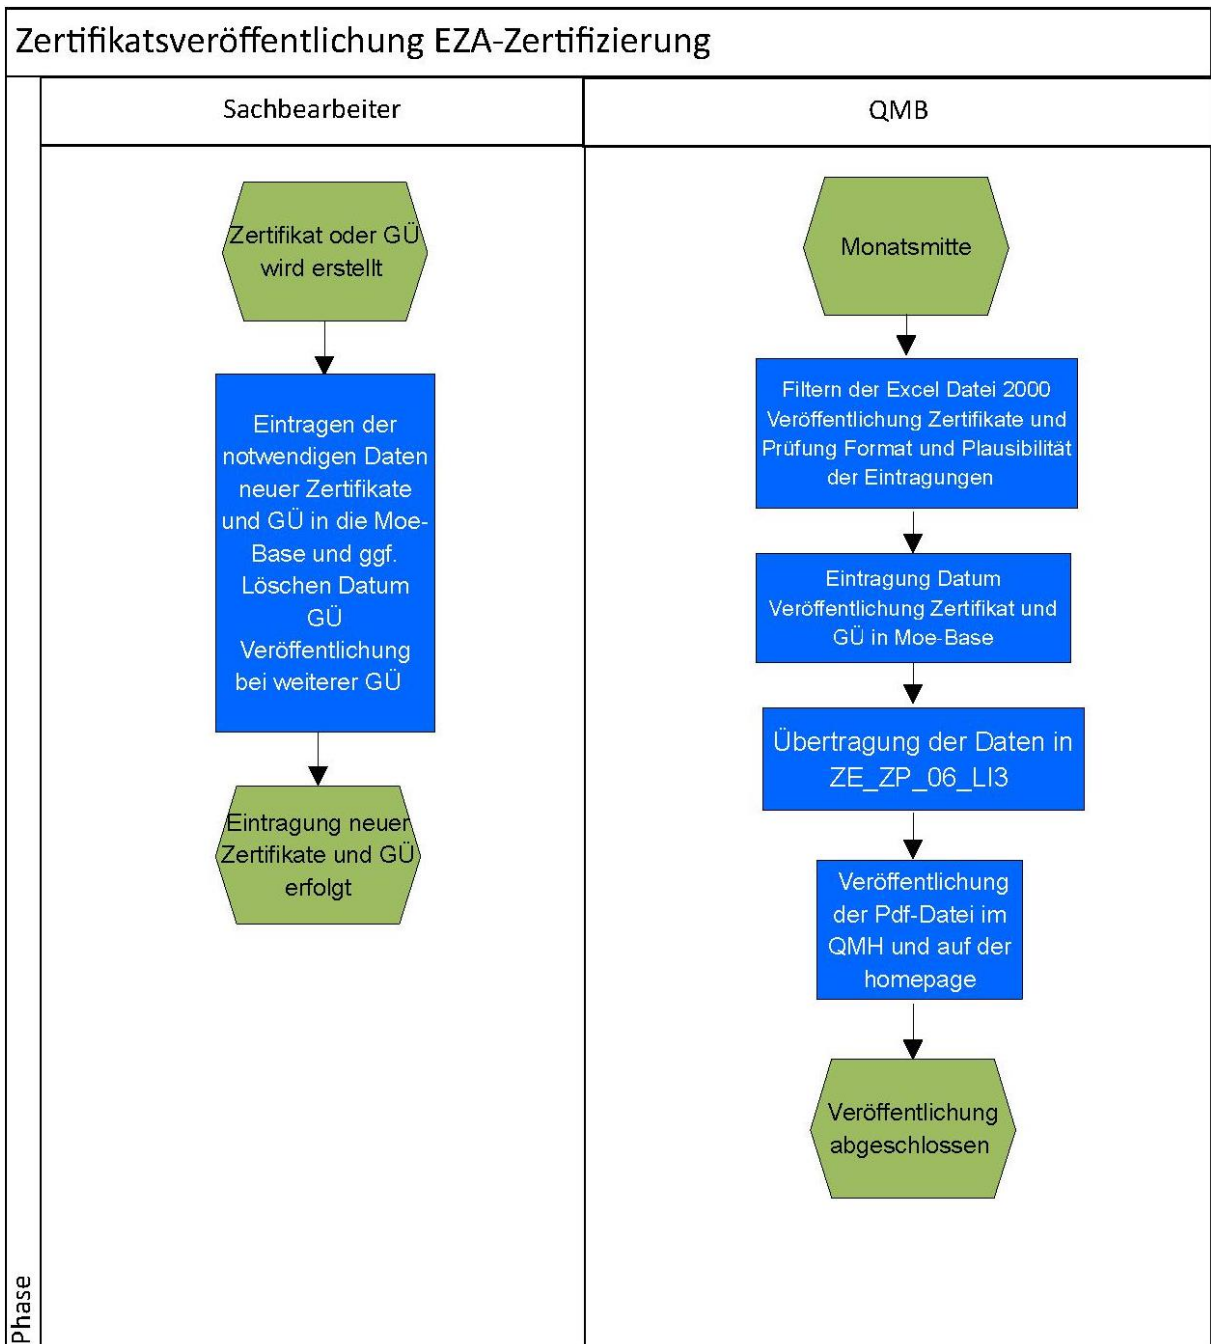 Zertifikatsveröffentlichung EZA-Zertifizierung
Sachbearbeiter
QMB
Zertifikat oder GÜ
wird erstellt
Eintragen der
notwendigen Daten
neuer Zertifikate
und GÜ in die Moe-
Base und ggf.
Löschen Datum
GÜ
Veröffentlichung
bei weiterer GÜ
Eintragung neuer
Zertifikate und GÜ
erfolgt
Monatsmitte
Filtern der Excel Datei 2000
Veröffentlichung Zertifikate und
Prüfung Format und Plausibilität
der Eintragungen
Eintragung Datum
Veröffentlichung Zertifikat und
GÜ in Moe-Base
Übertragung der Daten in
ZE_ZP_06_LI3
Veröffentlichung
der Pdf-Datei im
QMH und auf der
homepage
Veröffentlichung
abgeschlossen
Phase